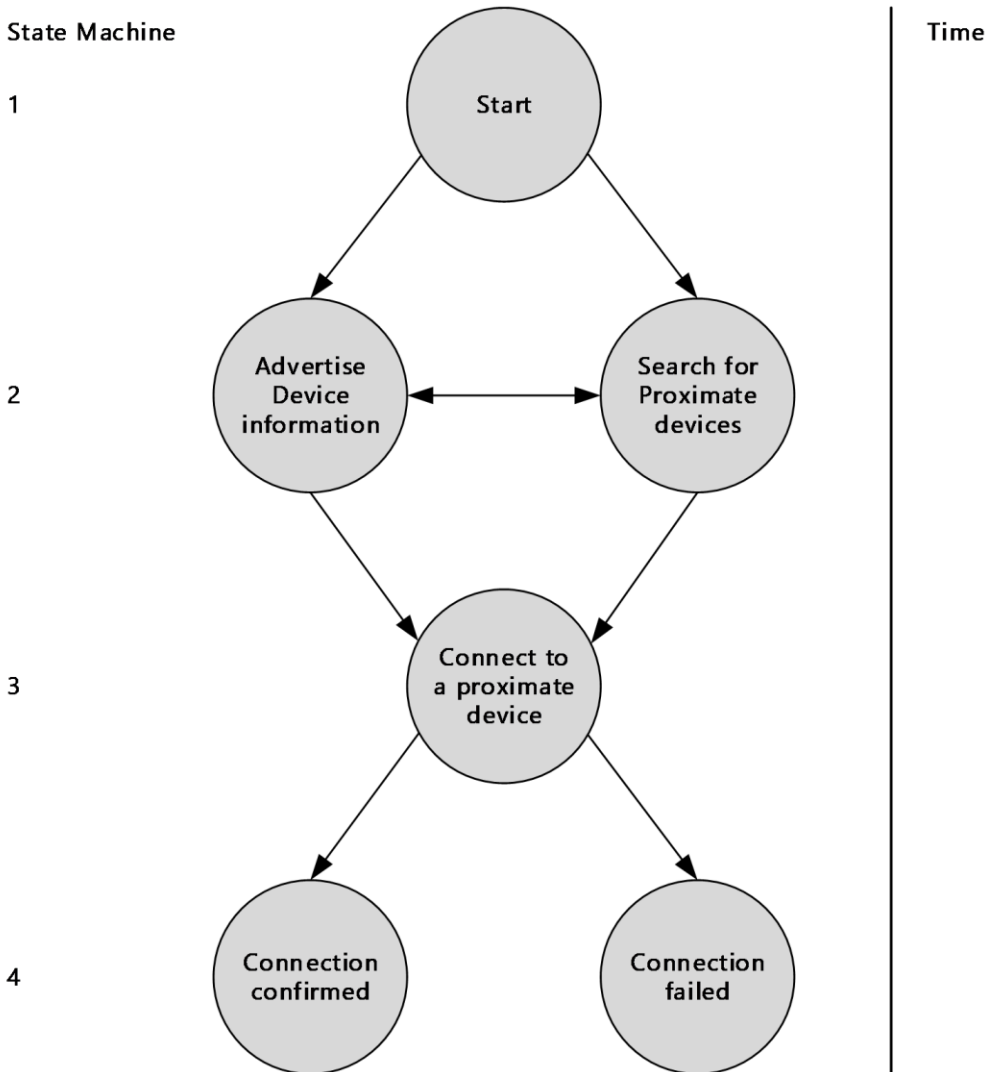 State Machine
Time
1
Start
2
Advertise
Device
information
Search for
Proximate
devices
3
Connect to
a proximate
device
4
Connection
confirmed
Connection
failed